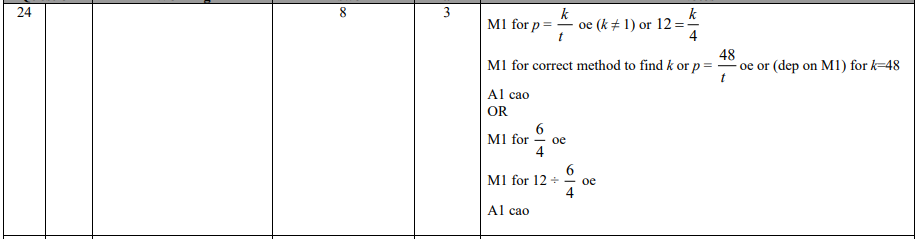 24 8 3 M1 for p = k/t oe (k ≠ 1) or 12 = k/4
M1 for correct method to find k or p = 48/t oe or (dep on M1) for k=48
A1 cao
OR
M1 for 6/4 oe
M1 for 12 ÷ 6/4 oe
A1 cao